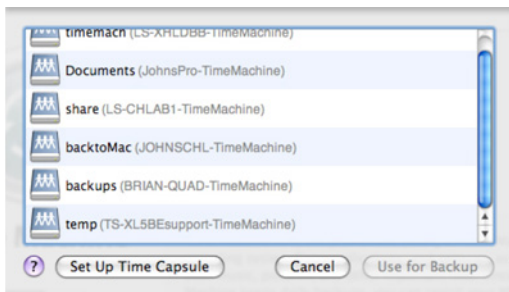 timemach (LS-XHLDBB-TimeMachine)
Documents (JohnsPro-TimeMachine)
share (LS-CHLAB1-TimeMachine)
backtoMac (JOHNSCHL-TimeMachine)
backups (BRIAN-QUAD-TimeMachine)
temp (TS-XL5BEsupport-TimeMachine)
? Set Up Time Capsule Cancel Use for Backup